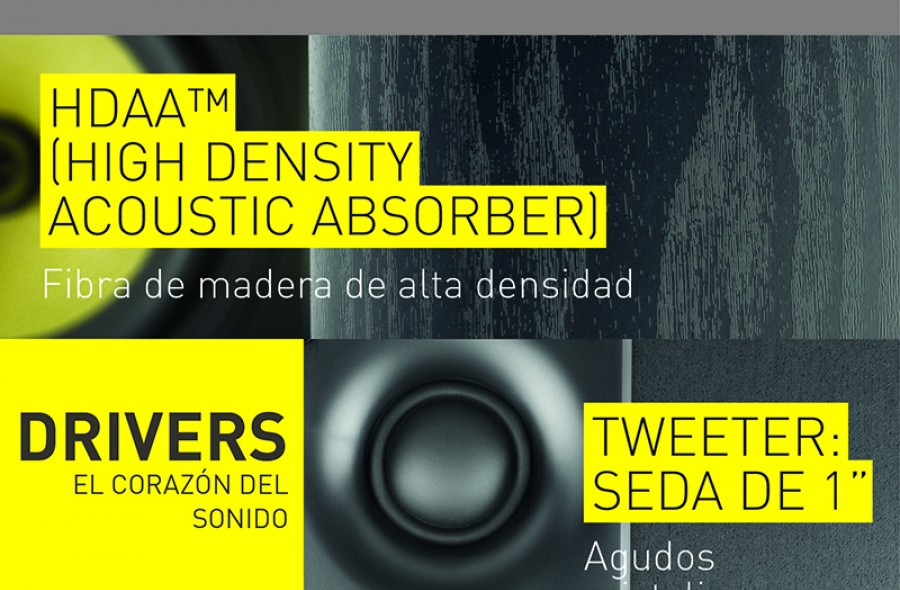 HDAA™
(HIGH DENSITY
ACOUSTIC ABSORBER)
Fibra de madera de alta densidad
DRIVERS
EL CORAZÓN DEL
SONIDO
TWEETER:
SEDA DE 1”
Agudos